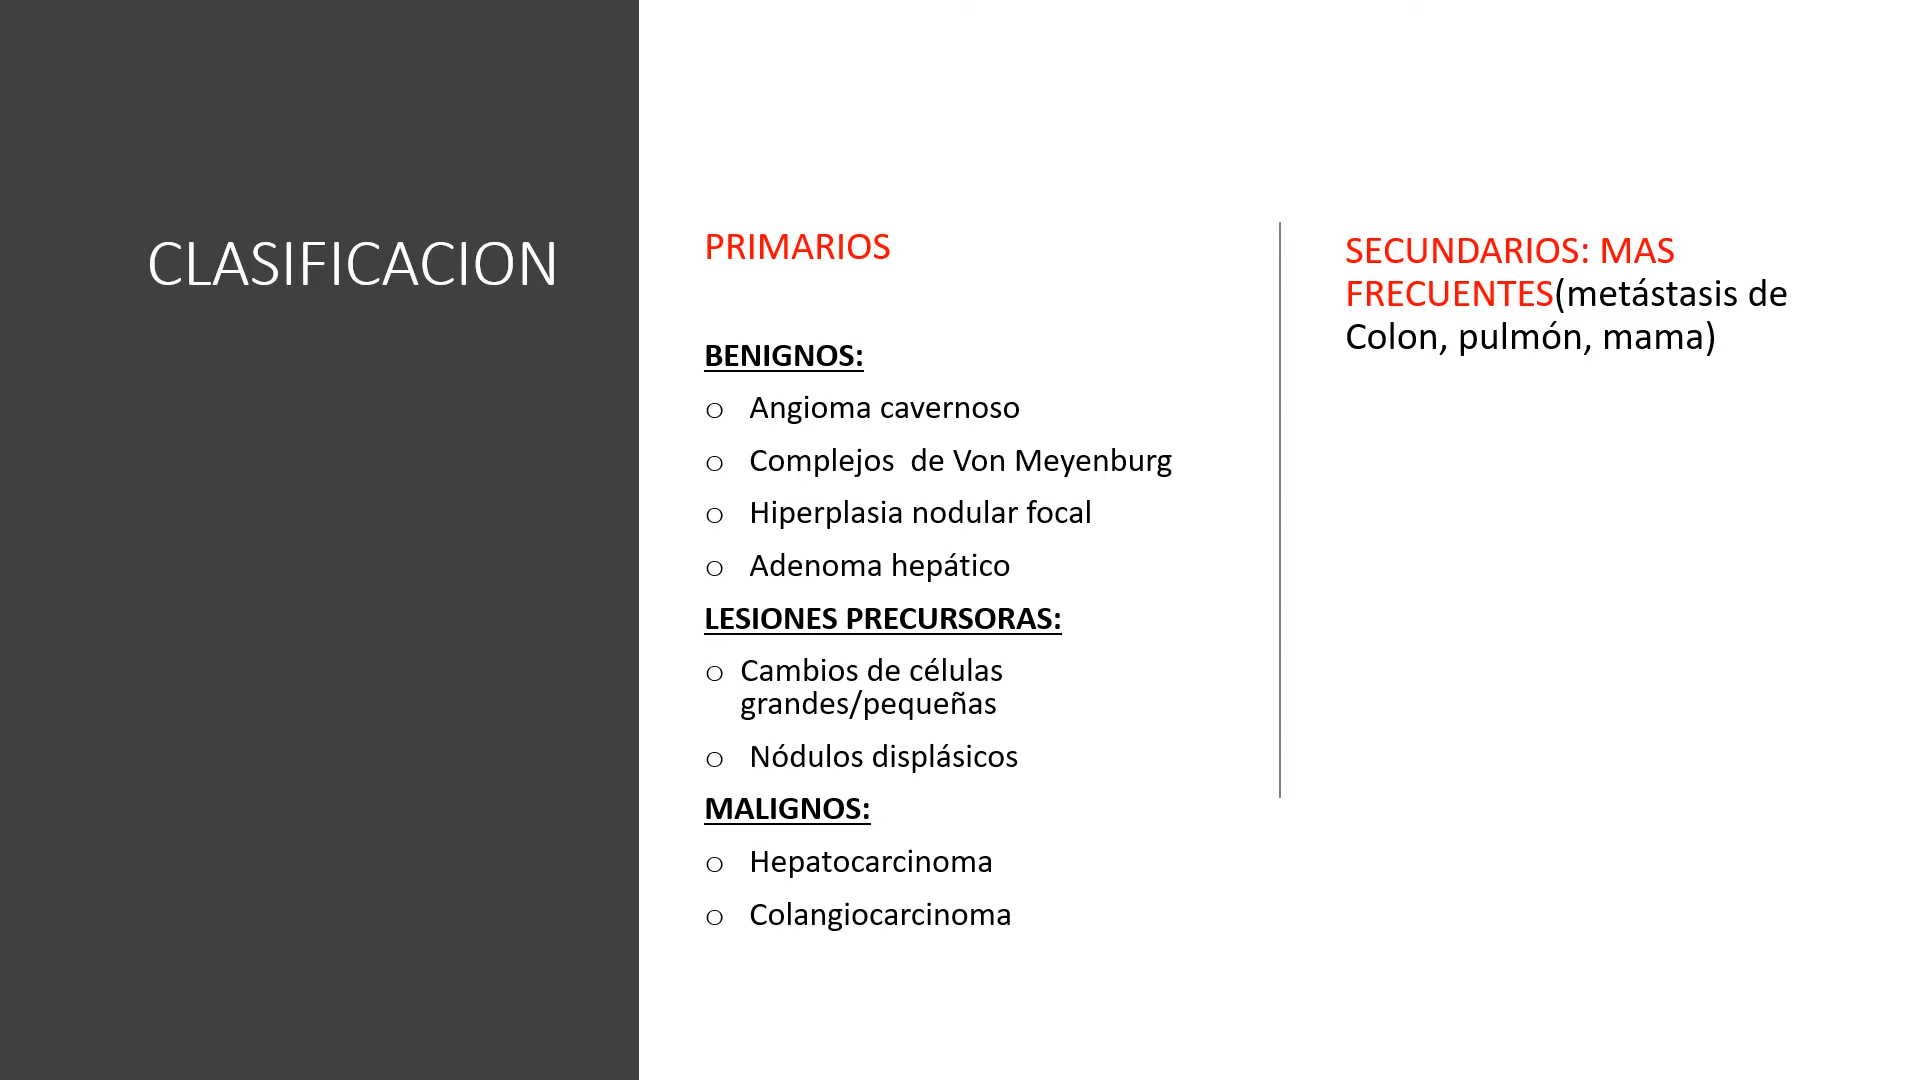 CLASIFICACION
PRIMARIOS
BENIGNOS:
o Angioma cavernoso
o Complejos de Von Meyenburg
o Hiperplasia nodular focal
o Adenoma hepático
LESIONES PRECURSORAS:
o Cambios de células
grandes/pequeñas
o Nódulos displásicos
MALIGNOS:
o Hepatocarcinoma
o Colangiocarcinoma
SECUNDARIOS: MAS
FRECUENTES(metástasis de
Colon, pulmón, mama)